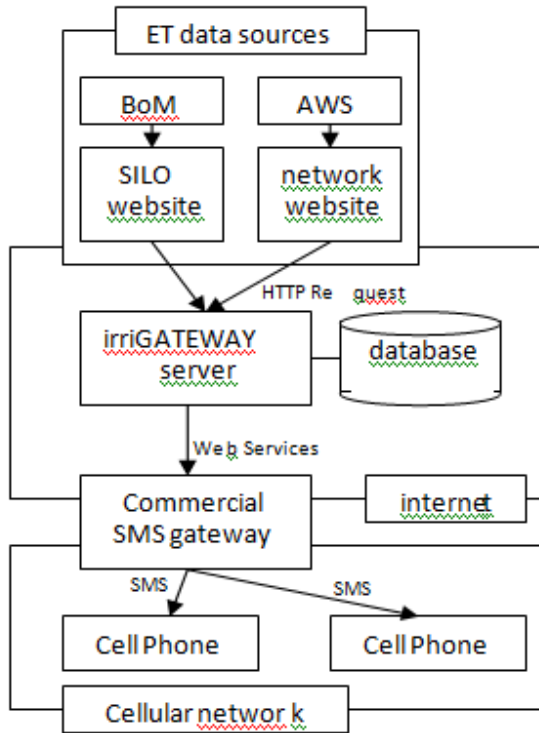 ET data sources
BoM
AWS
SILO
website
network
website
HTTP Re quest
irriGATEWAY
server
database
Web Services
Commercial
SMS gateway
internet
SMS
SMS
Cell Phone
Cell Phone
Cellular networ k